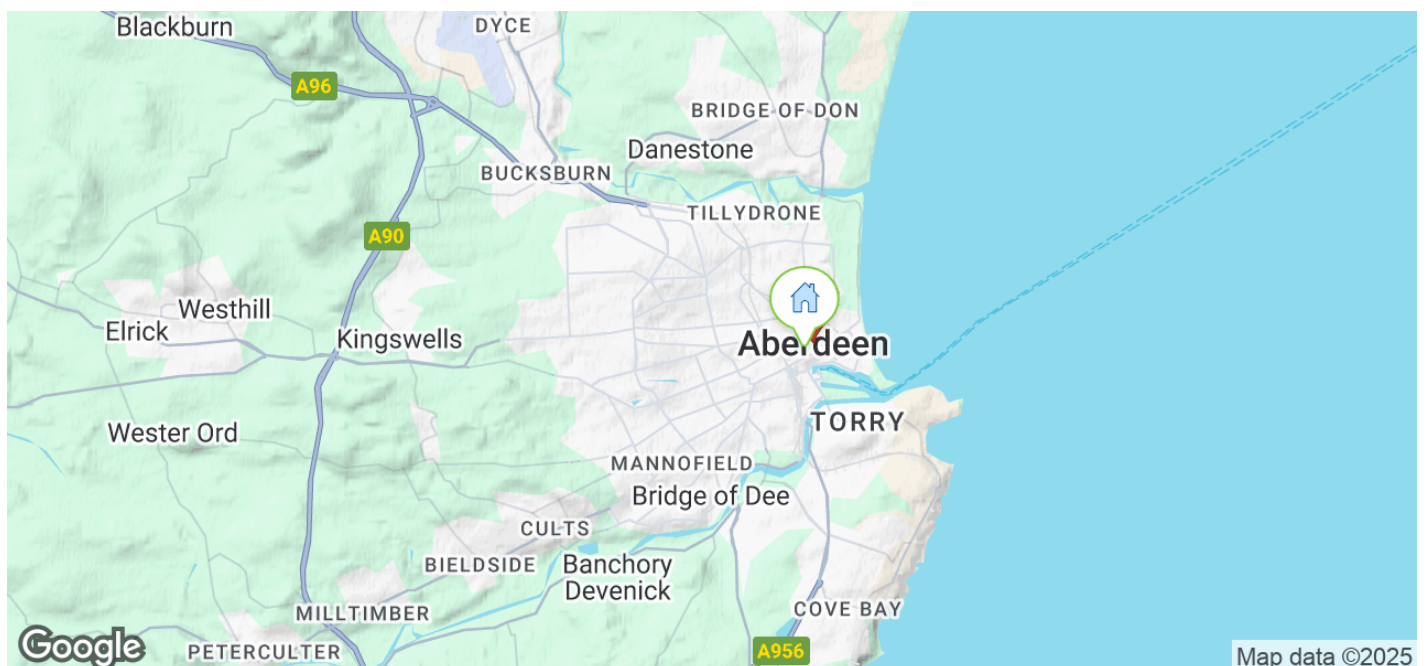 Blackburn
DYCE
A96
BRIDGE OF DON
Danestone
BUCKSBURN
TILLYDRONE
A90
Westhill
Elrick
Kingswells
Aberdeen
TORRY
Wester Ord
MANNOFIELD
Bridge of Dee
CULTS
BIELDSIDE
Banchory
Devenick
MILLTIMBER
COVE BAY
PETERCULTER
A956
Google
Map data ©2025